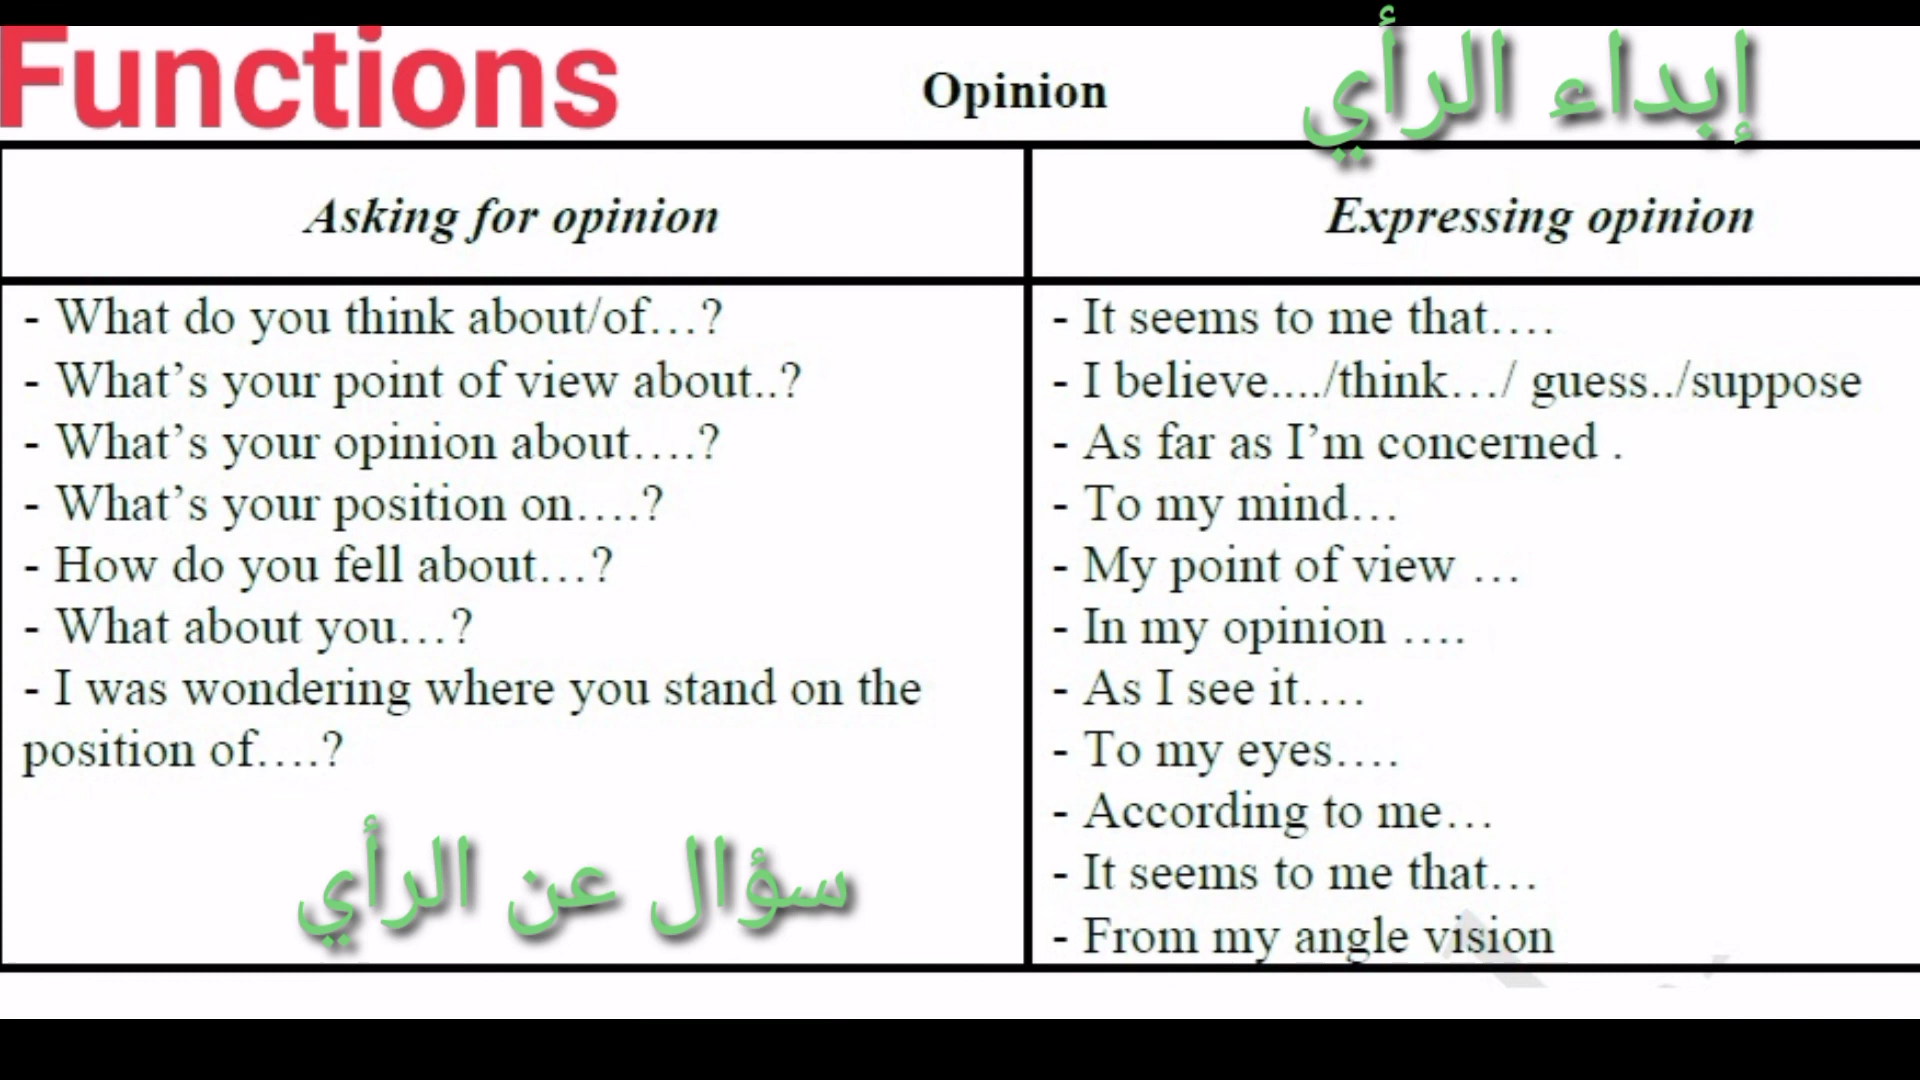 Functions
Opinion
إبداء الرأي
Asking for opinion
Expressing opinion
- What do you think about/of…?
- What’s your point of view about..?
- What’s your opinion about….?
- What’s your position on….?
- How do you fell about…?
- What about you…?
- I was wondering where you stand on the
position of….?
سؤال عن الرأي
- It seems to me that….
- I believe..../think…/ guess../suppose
- As far as I’m concerned .
- To my mind…
- My point of view …
- In my opinion ….
- As I see it….
- To my eyes….
- According to me…
- It seems to me that…
- From my angle vision